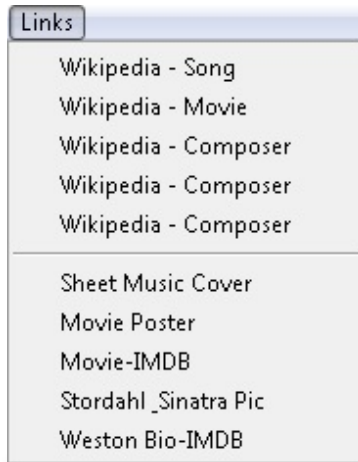 Links
Wikipedia - Song
Wikipedia - Movie
Wikipedia - Composer
Wikipedia - Composer
Wikipedia - Composer
Sheet Music Cover
Movie Poster
Movie-IMDB
Stordahl _Sinatra Pic
Weston Bio-IMDB